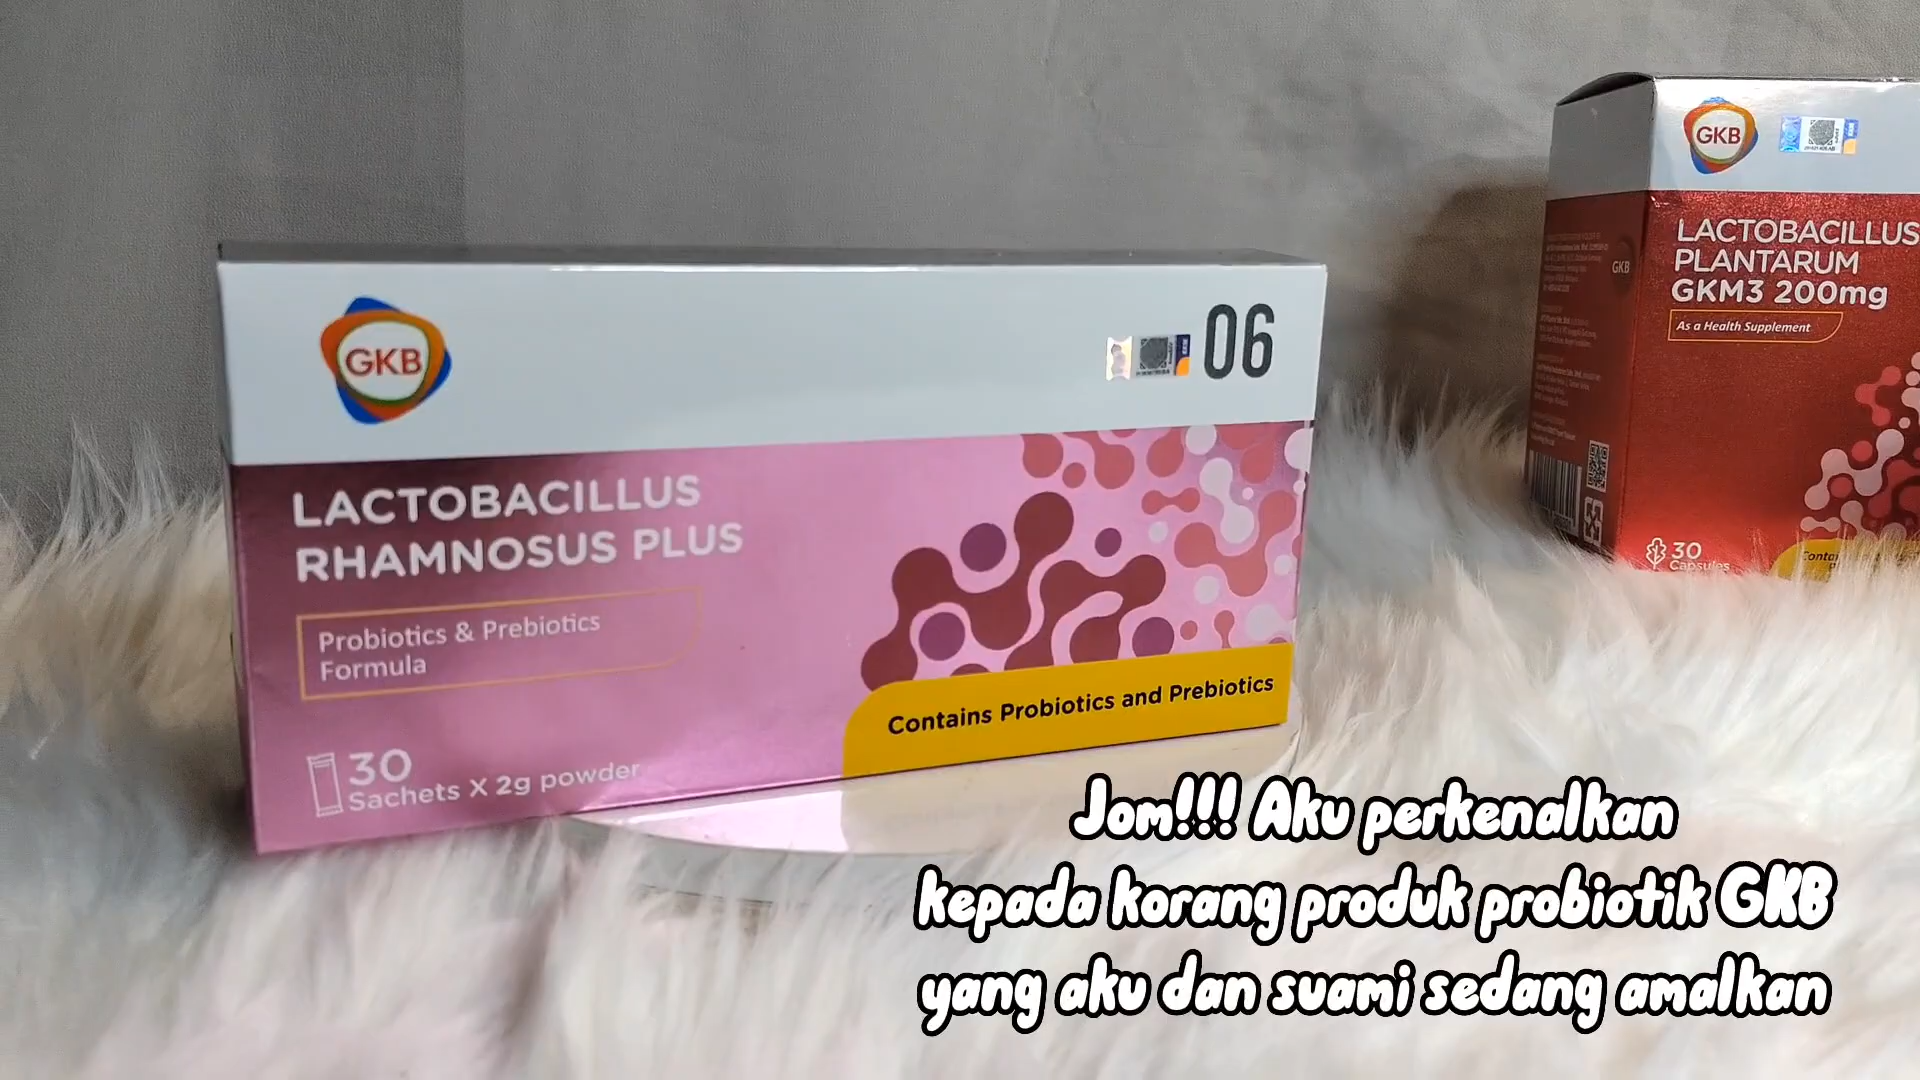 GKB
06
LACTOBACILLUS
RHAMNOSUS PLUS
Probiotics & Prebiotics
Formula
30
Sachets X 2g powder
Contains Probiotics and Prebiotics
GKB
LACTOBACILLUS
PLANTARUM
GKM3 200mg
As a Health Supplement
GKB
30
Capsules
Jom!!! Aku perkenalkan
kepada korang produk probiotik GKB
yang aku dan suami sedang amalkan